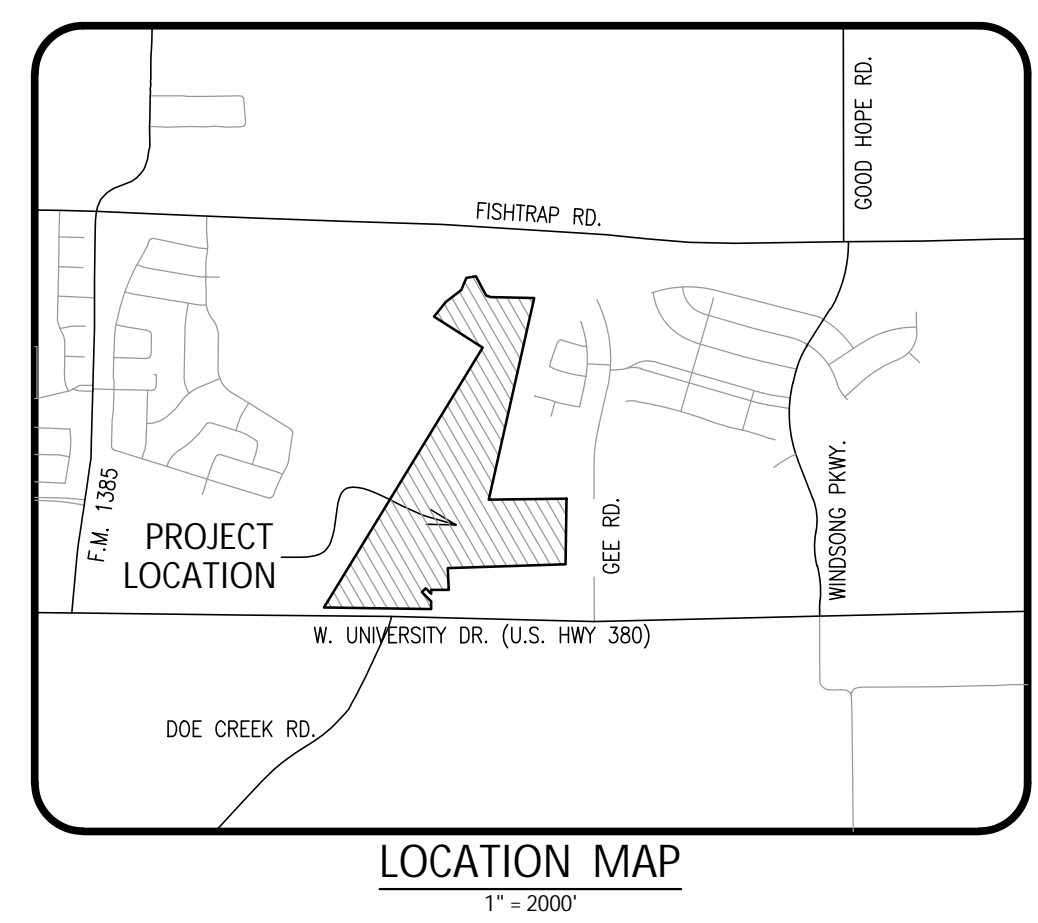 GOOD HOPE RD.
FISHTRAP RD.
F.M. 1385
PROJECT
LOCATION
GEE RD.
WINDSONG PKWY.
W. UNIVERSITY DR. (U.S. HWY 380)
DOE CREEK RD.
LOCATION MAP
1" = 2000'